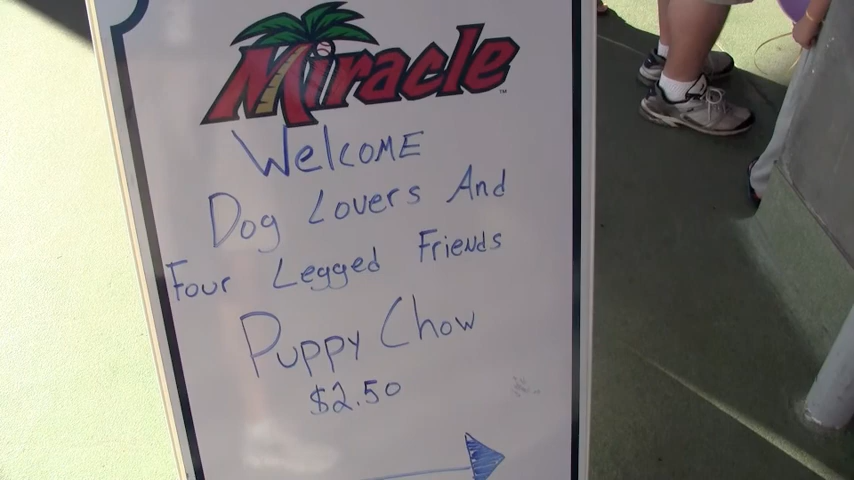 Miracle
WelcoME
Dog Lovers And
Four Legged Friends
Puppy Chow
$2.50